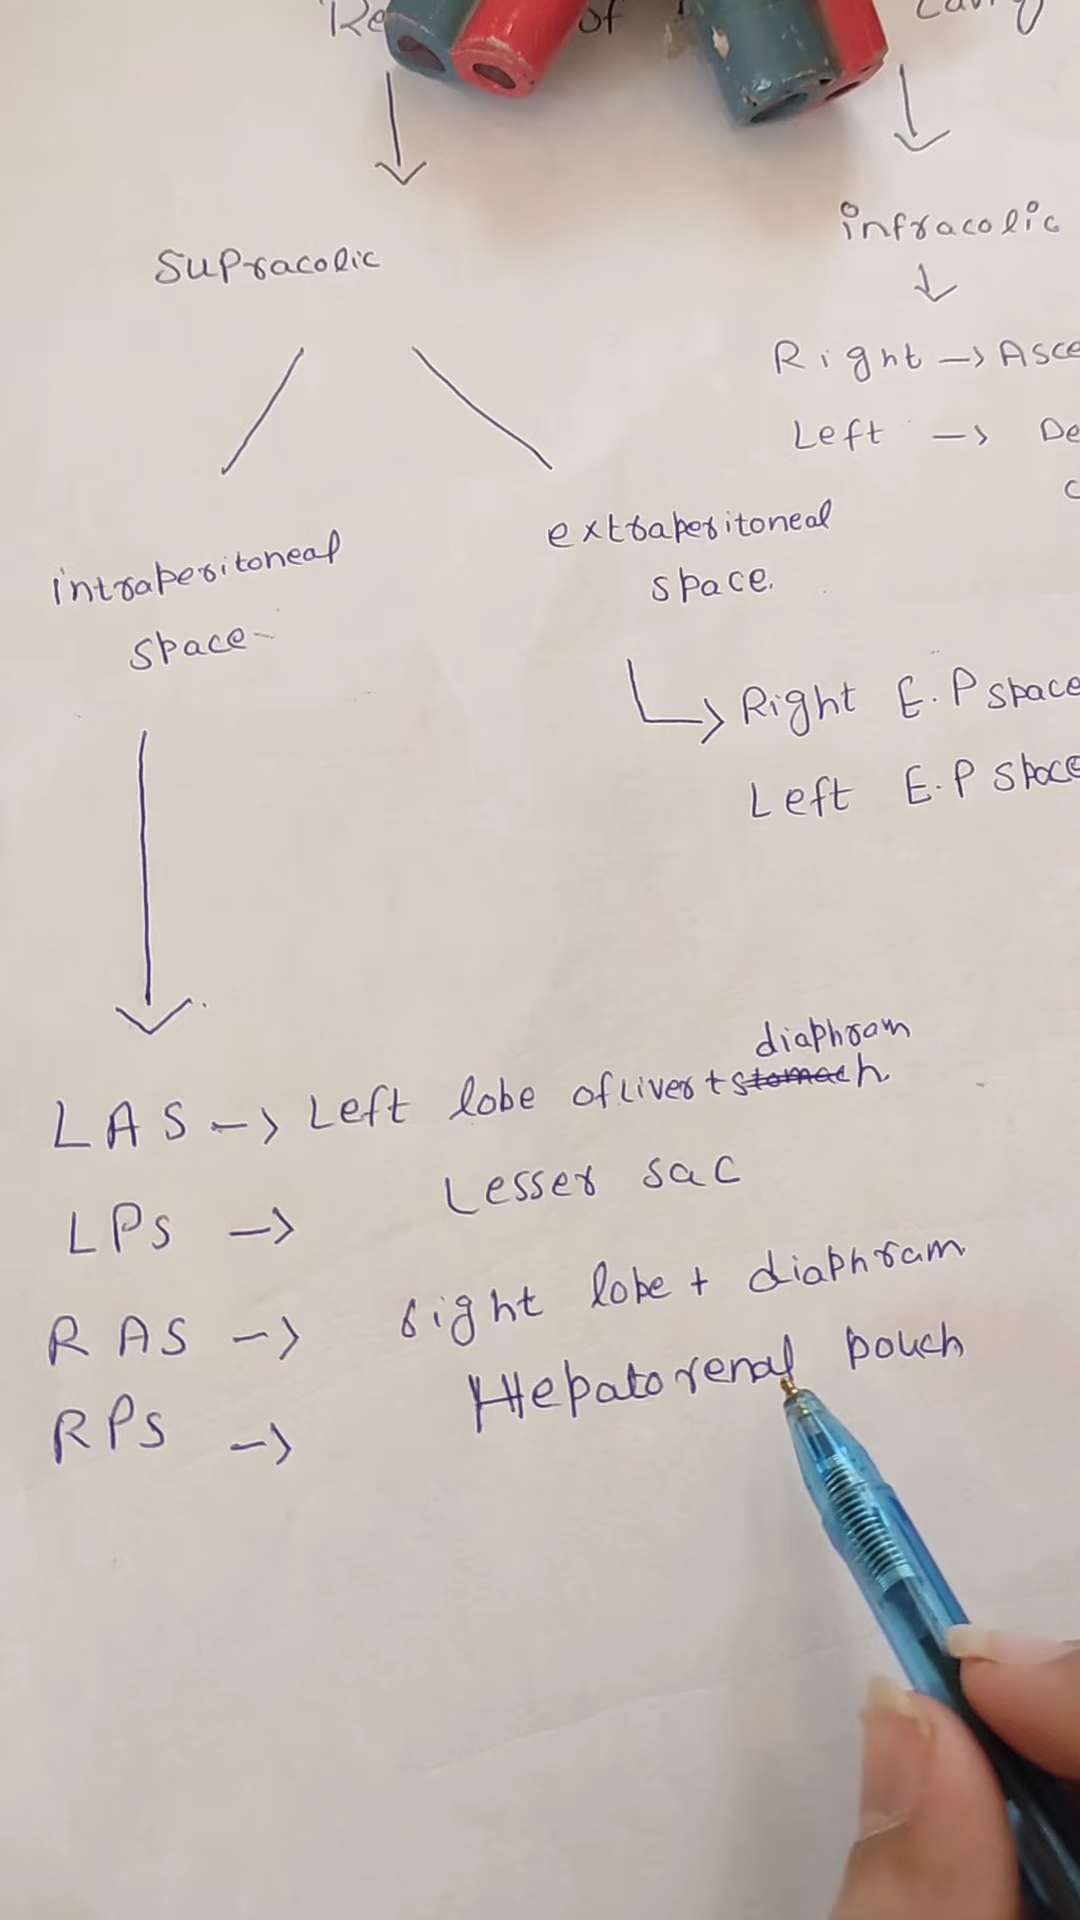 of
Supracolic
infracolic
Right -> Asce
Left -> De
c
intraperitoneal
space
extraperitoneal
space.
Right E.P space
Left E.P space
diaphram
LAS -> Left lobe of Liver + stomach
LPS -> Lesser sac
RAS -> right lobe + diaphram
RPS -> Hepatorenal pouch